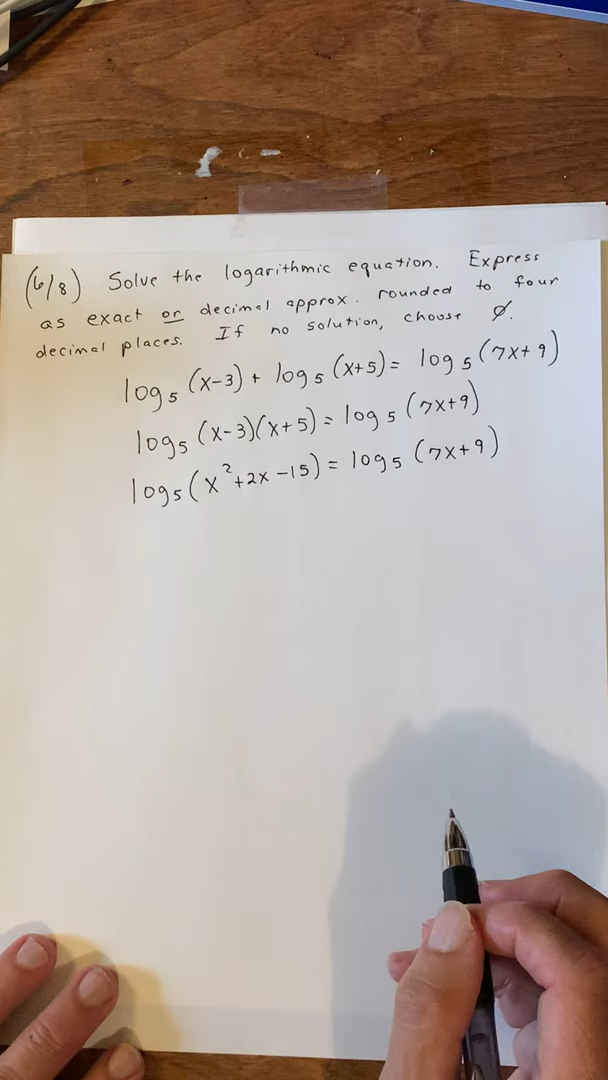 (6/8) Solve the logarithmic equation. Express
as exact or decimal approx. rounded to four
decimal places. If no solution, choose ∅.
log₅ (x-3) + log₅ (x+5) = log₅ (7x+9)
log₅ (x-3)(x+5) = log₅ (7x+9)
log₅ (x²+2x-15) = log₅ (7x+9)